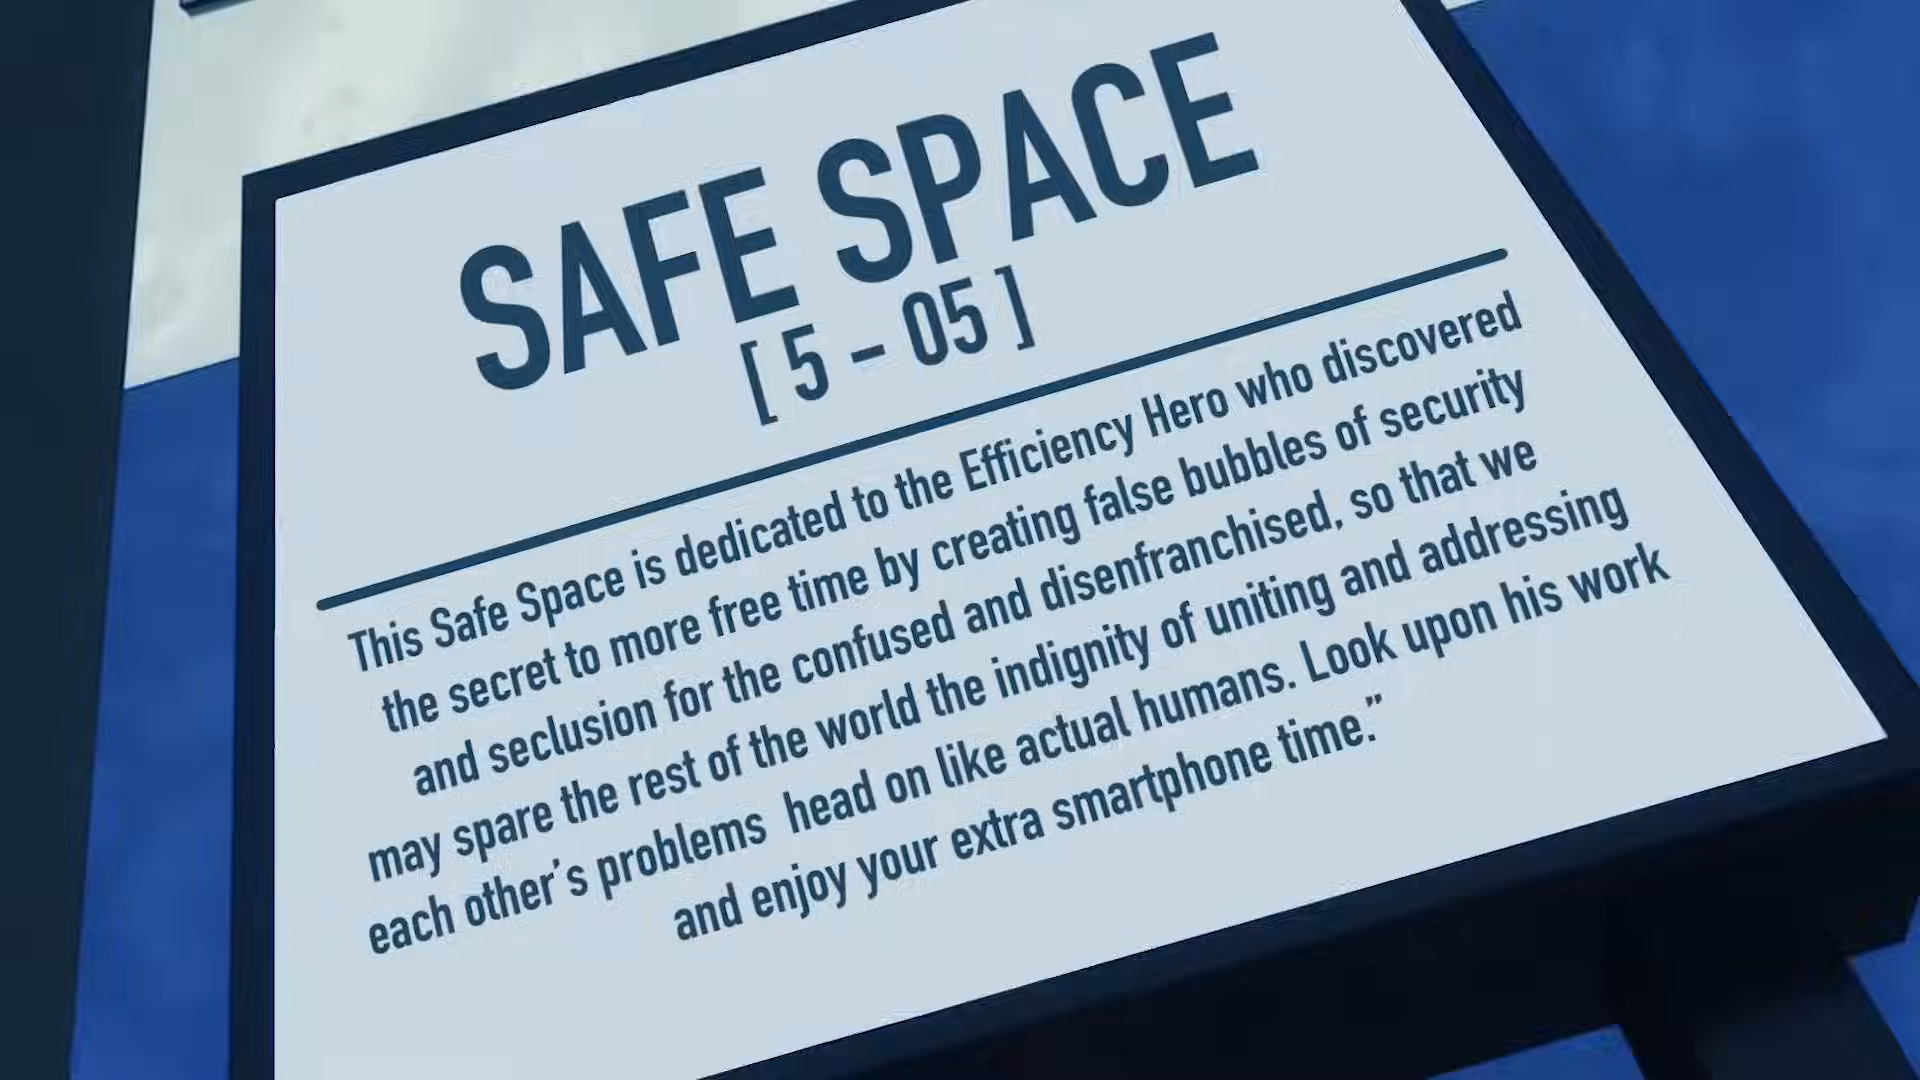 SAFE SPACE
[ 5 - 05 ]
This Safe Space is dedicated to the Efficiency Hero who discovered
the secret to more free time by creating false bubbles of security
and seclusion for the confused and disenfranchised, so that we
may spare the rest of the world the indignity of uniting and addressing
each other's problems  head on like actual humans. Look upon his work
and enjoy your extra smartphone time."